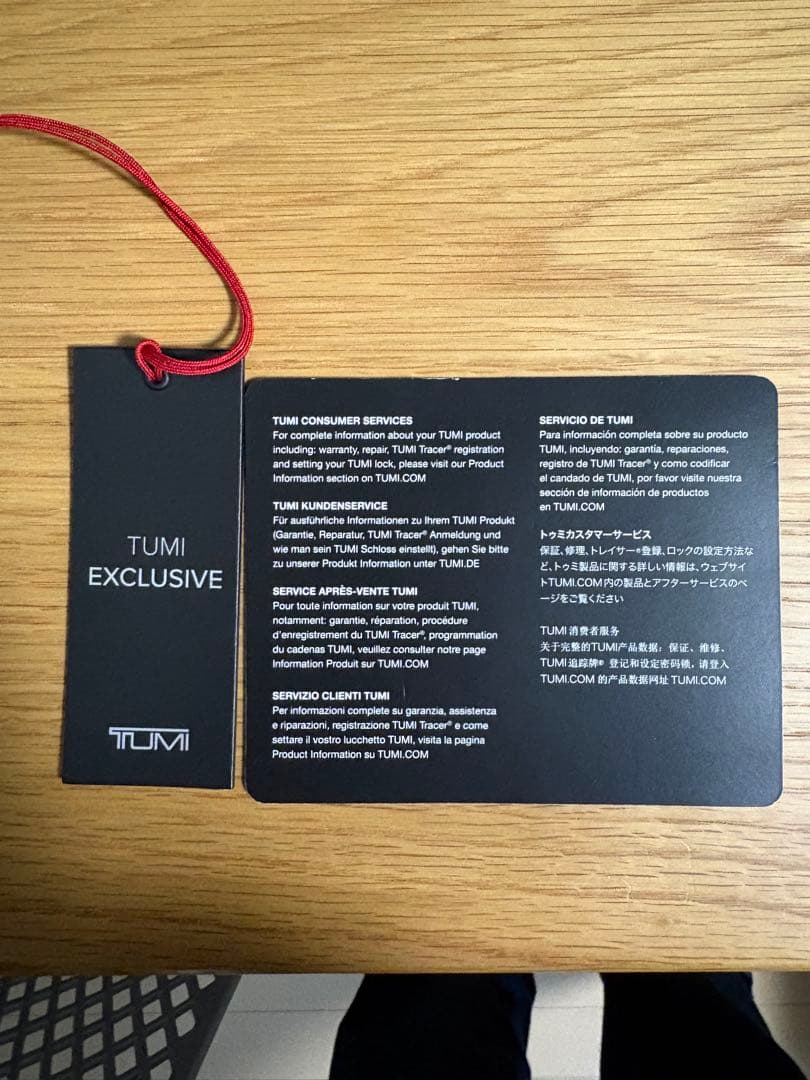 TUMI
EXCLUSIVE
TUMI
TUMI CONSUMER SERVICES
For complete information about your TUMI product
including: warranty, repair, TUMI Tracer® registration
and setting your TUMI lock, please visit our Product
Information section on TUMI.COM
TUMI KUNDENSERVICE
Für ausführliche Informationen zu Ihrem TUMI Produkt
(Garantie, Reparatur, TUMI Tracer® Anmeldung und
wie man sein TUMI Schloss einstellt), gehen Sie bitte
zu unserer Produkt Information unter TUMI.DE
SERVICE APRÈS-VENTE TUMI
Pour toute information sur votre produit TUMI,
notamment: garantie, réparation, procédure
d'enregistrement du TUMI Tracer®, programmation
du cadenas TUMI, veuillez consulter notre page
Information Produit sur TUMI.COM
SERVIZIO CLIENTI TUMI
Per informazioni complete su garanzia, assistenza
e riparazioni, registrazione TUMI Tracer® e come
settare il vostro lucchetto TUMI, visita la pagina
Product Information su TUMI.COM
SERVICIO DE TUMI
Para información completa sobre su producto
TUMI, incluyendo: garantía, reparaciones,
registro de TUMI Tracer® y como codificar
el candado de TUMI, por favor visite nuestra
sección de información de productos
en TUMI.COM
トゥミカスタマーサービス
保証、修理、トレイサー®登録、ロックの設定方法な
ど、トゥミ製品に関する詳しい情報は、ウェブサイ
トTUMI.COM内の製品とアフターサービスのペ
ージをご覧ください
TUMI 消费者服务
关于完整的TUMI产品数据：保证、维修、
TUMI追踪牌® 登记和设定密码锁，请登入
TUMI.COM 的产品数据网址 TUMI.COM